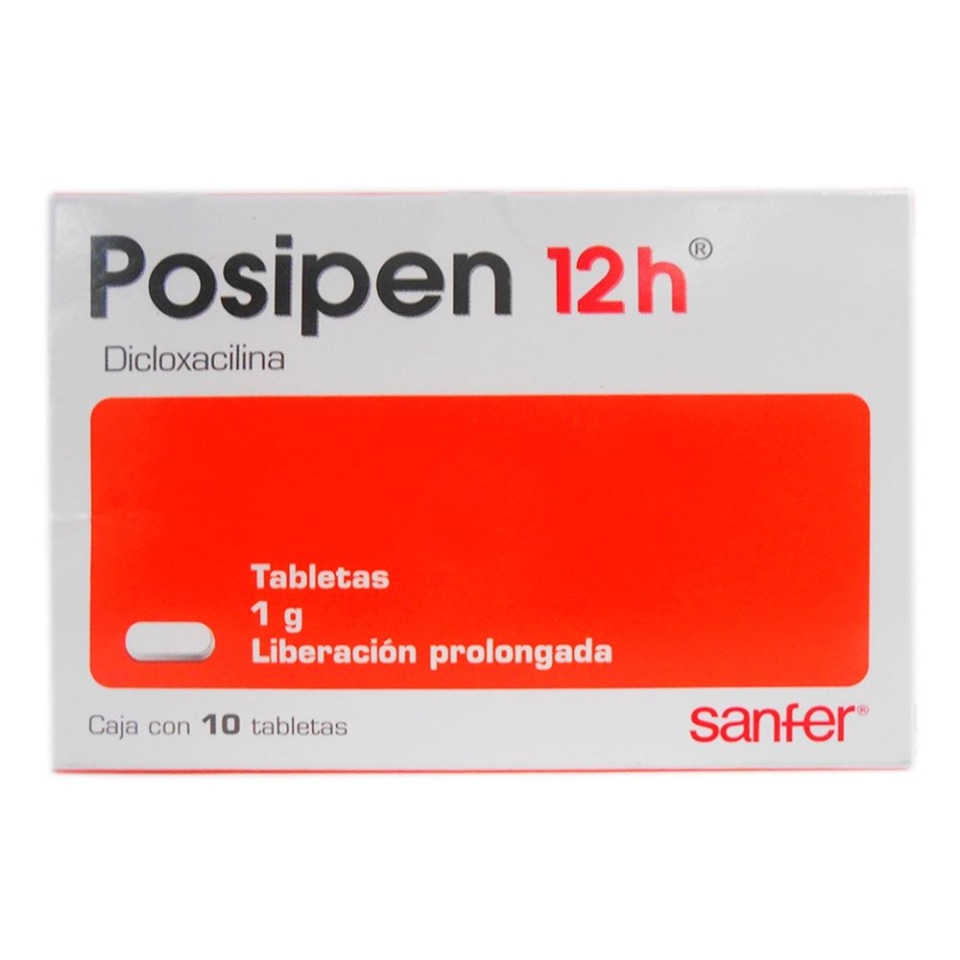 Posipen 12h®
Dicloxacilina
Tabletas
1 g
Liberación prolongada
Caja con 10 tabletas
sanfer®